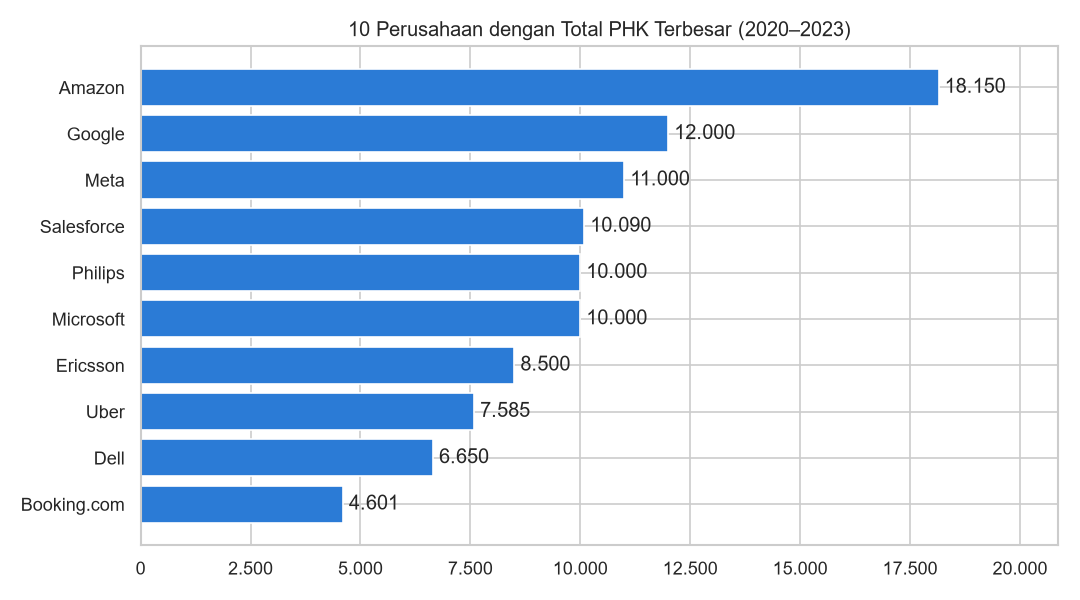 10 Perusahaan dengan Total PHK Terbesar (2020–2023)
Amazon 18.150
Google 12.000
Meta 11.000
Salesforce 10.090
Philips 10.000
Microsoft 10.000
Ericsson 8.500
Uber 7.585
Dell 6.650
Booking.com 4.601
0 2.500 5.000 7.500 10.000 12.500 15.000 17.500 20.000